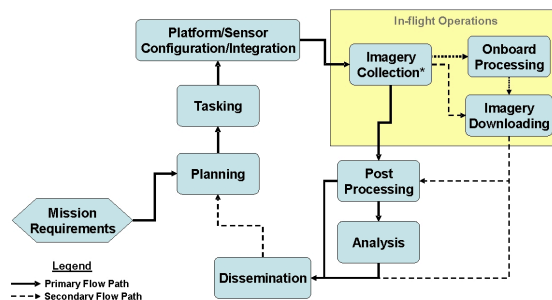 In-flight Operations
Platform/Sensor
Configuration/Integration
Imagery
Collection*
Onboard
Processing
Imagery
Downloading
Tasking
Planning
Post
Processing
Mission
Requirements
Analysis
Dissemination
Legend
Primary Flow Path
Secondary Flow Path